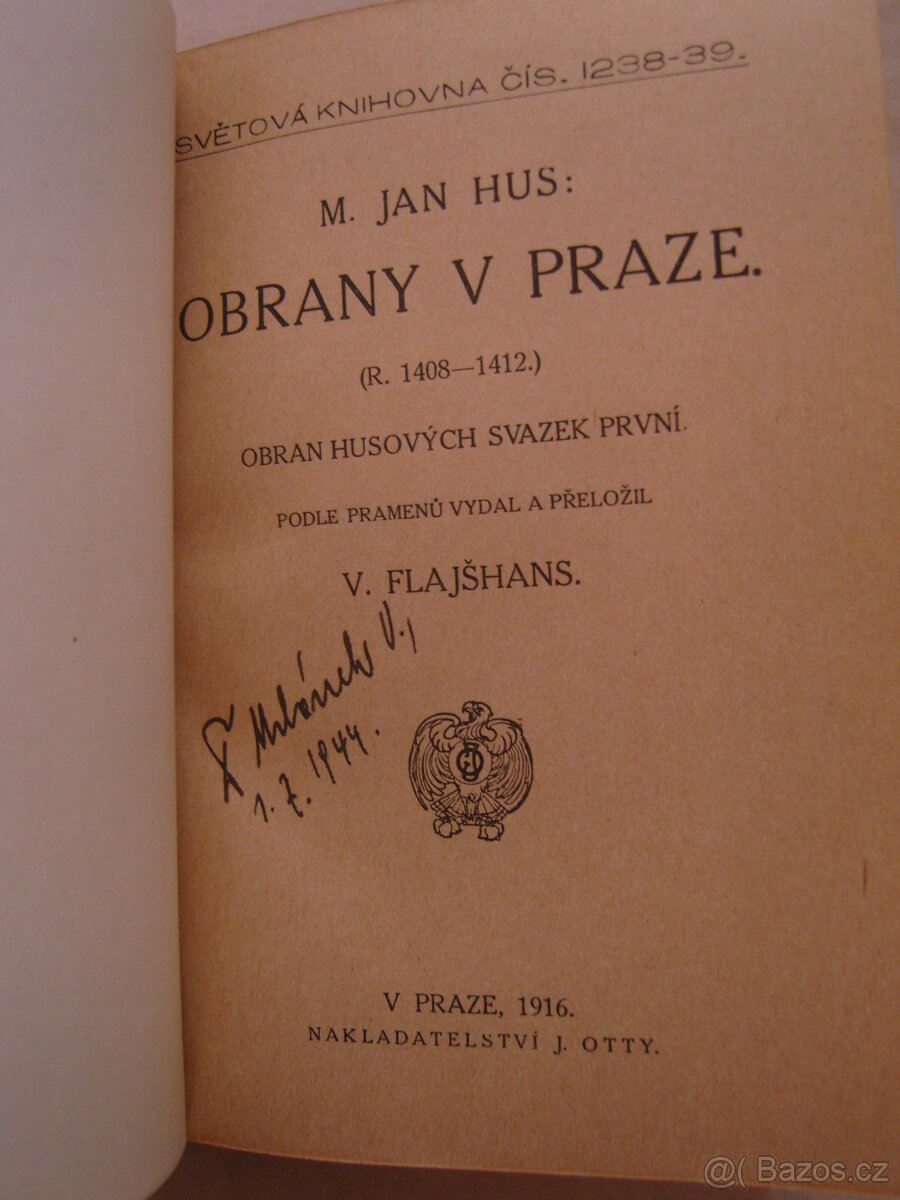 SVĚTOVÁ KNIHOVNA ČÍS. 1238-39.
M. JAN HUS:
OBRANY V PRAZE.
(R. 1408—1412.)
OBRAN HUSOVÝCH SVAZEK PRVNÍ.
PODLE PRAMENŮ VYDAL A PŘELOŽIL
V. FLAJŠHANS.
V.,
1. 7. 1944.
V PRAZE, 1916.
NAKLADATELSTVÍ J. OTTY.
@( Bazos.cz